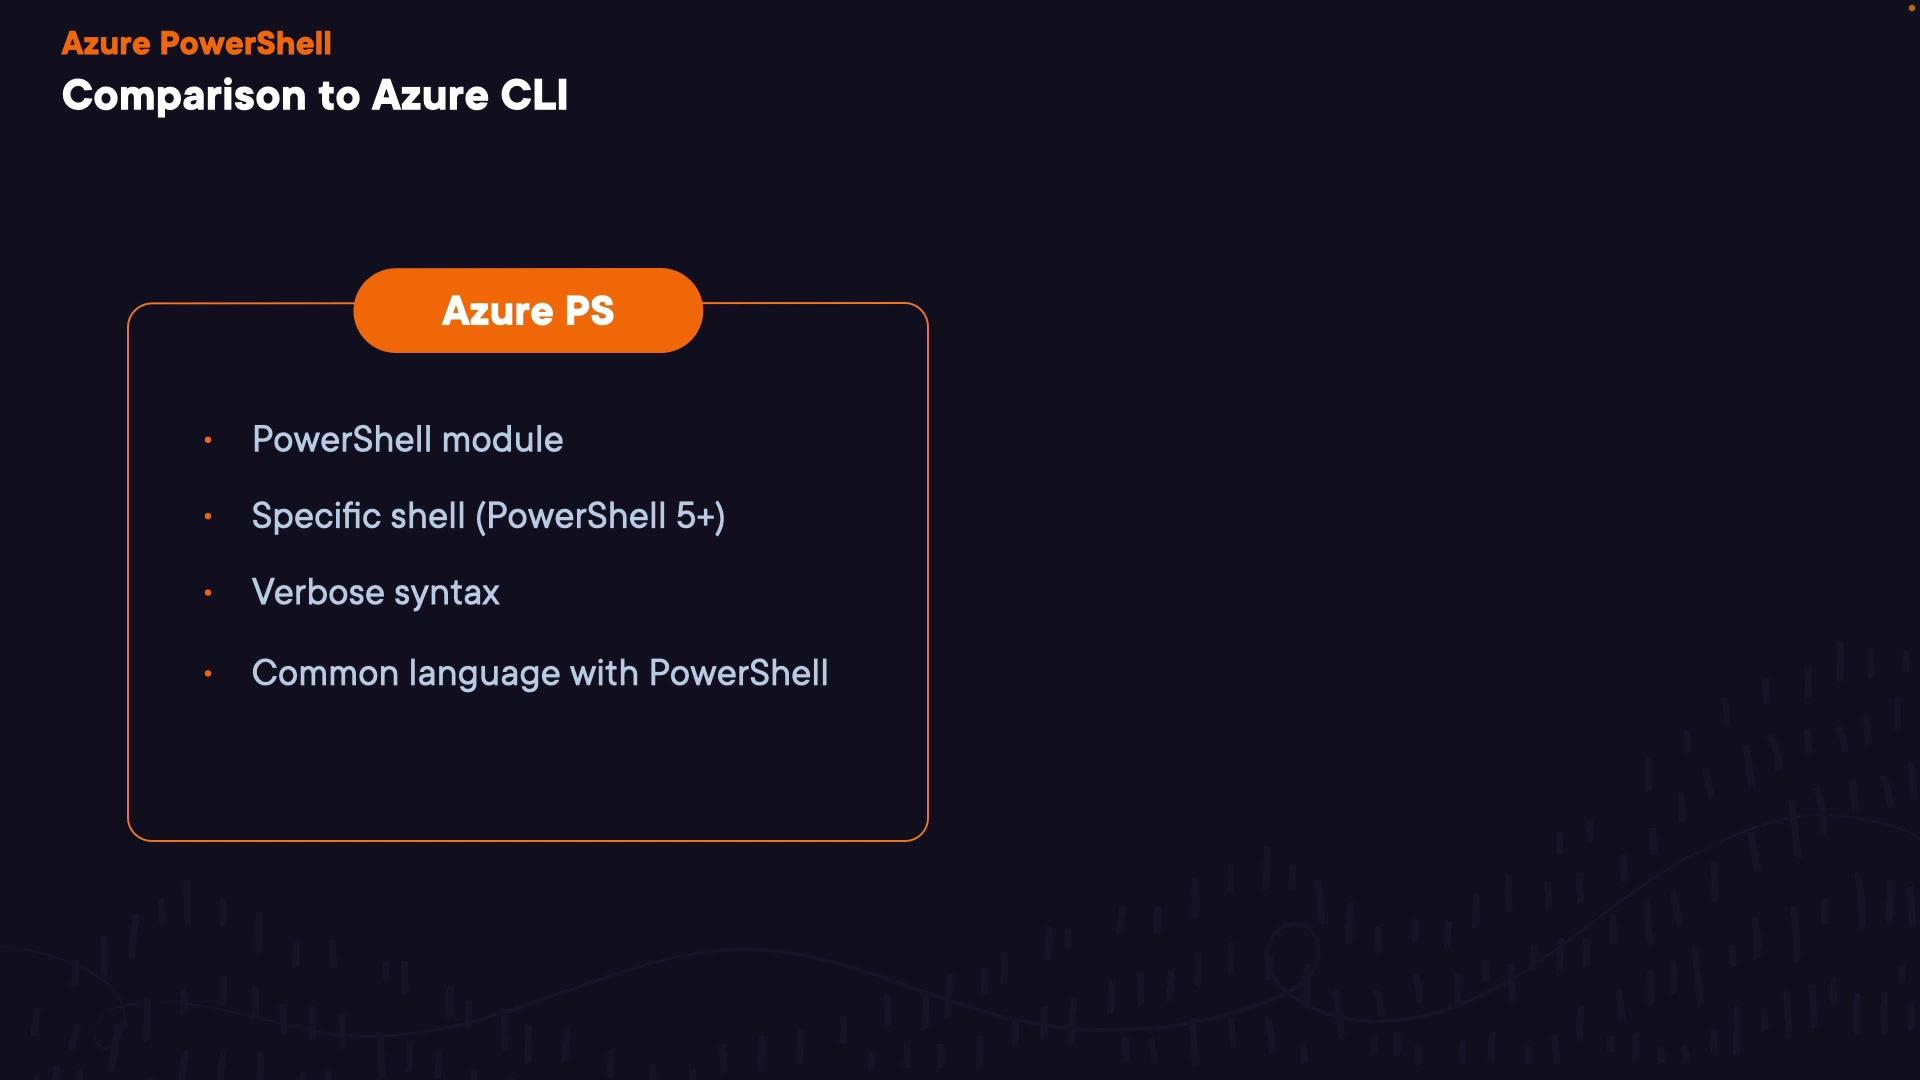 Azure PowerShell
Comparison to Azure CLI
Azure PS
• PowerShell module
• Specific shell (PowerShell 5+)
• Verbose syntax
• Common language with PowerShell